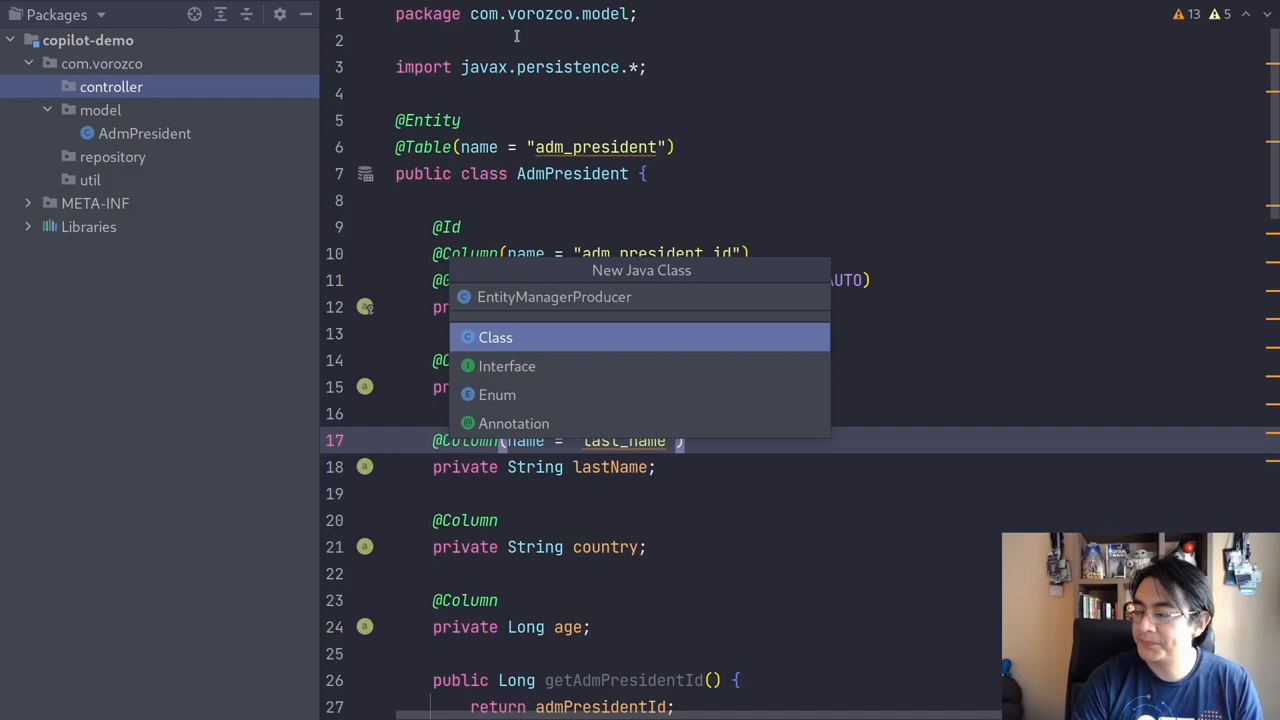 Packages
copilot-demo
com.vorozco
controller
model
AdmPresident
repository
util
META-INF
Libraries
13 5
1 package com.vorozco.model;
2
3 import javax.persistence.*;
4
5 @Entity
6 @Table(name = "adm_president")
7 public class AdmPresident {
8
9 @Id
10 @Column(name = "adm_president_id")
11 @G AUTO)
12 pr
13
14 @C
15 pr
16
17 @Column(name = "last_name")
18 private String lastName;
19
20 @Column
21 private String country;
22
23 @Column
24 private Long age;
25
26 public Long getAdmPresidentId() {
27 return admPresidentId;
New Java Class
EntityManagerProducer
Class
Interface
Enum
Annotation